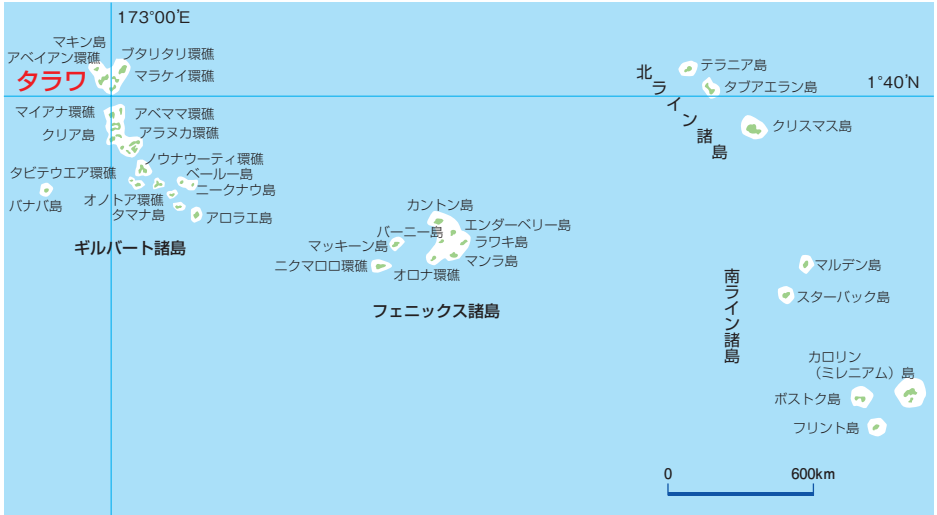 173°00'E
マキン島
アベイアン環礁
ブタリタリ環礁
タラワ
マラケイ環礁
マイアナ環礁
アベママ環礁
クリア島
アラヌカ環礁
ノウナウーティ環礁
タビテウエア環礁
ベールー島
バナバ島
オノトア環礁
ニークナウ島
タマナ島
アロラエ島
ギルバート諸島
カントン島
エンダーベリー島
バーニー島
ラワキ島
マッキーン島
マンラ島
ニクマロロ環礁
オロナ環礁
フェニックス諸島
北ライン諸島
テラニア島
タブアエラン島
1°40'N
クリスマス島
南ライン諸島
マルデン島
スターバック島
カロリン
（ミレニアム）島
ボストク島
フリント島
0
600km